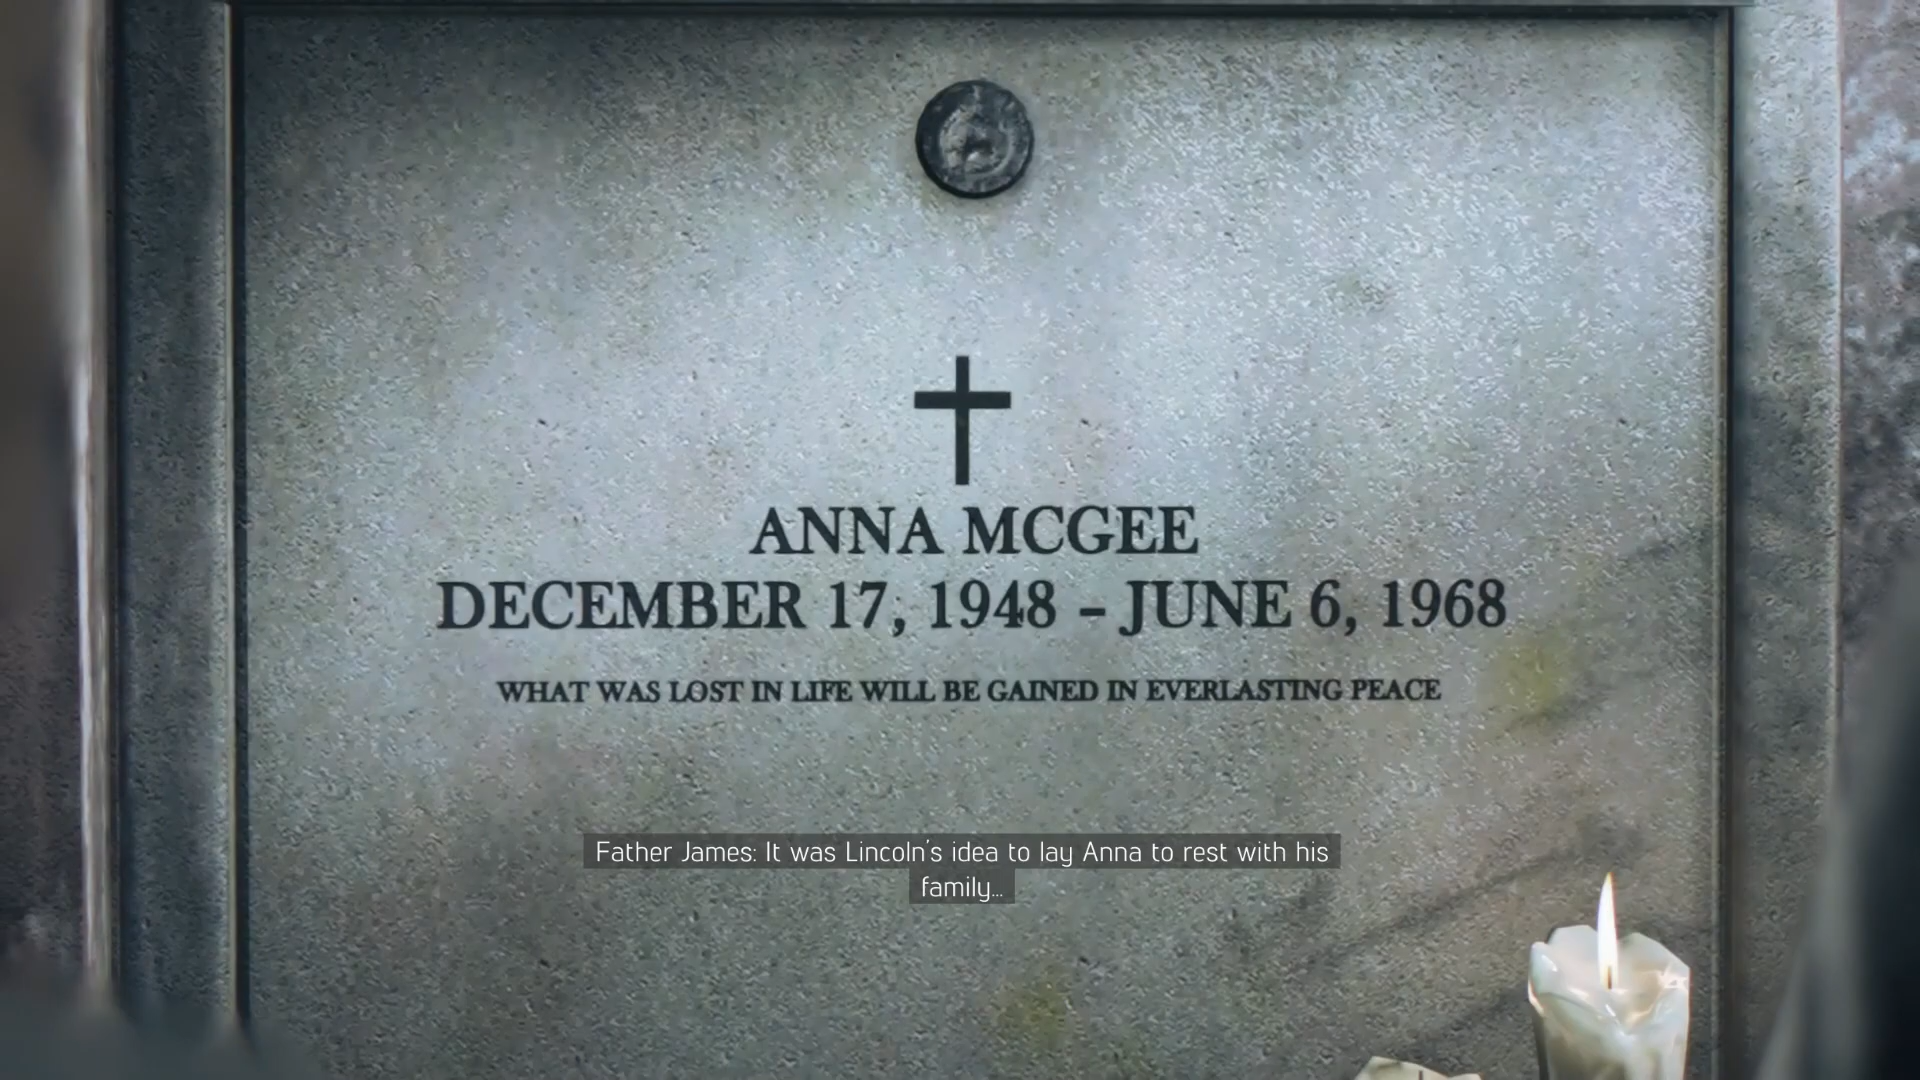 ANNA MCGEE
DECEMBER 17, 1948 – JUNE 6, 1968
WHAT WAS LOST IN LIFE WILL BE GAINED IN EVERLASTING PEACE
Father James: It was Lincoln's idea to lay Anna to rest with his
family...